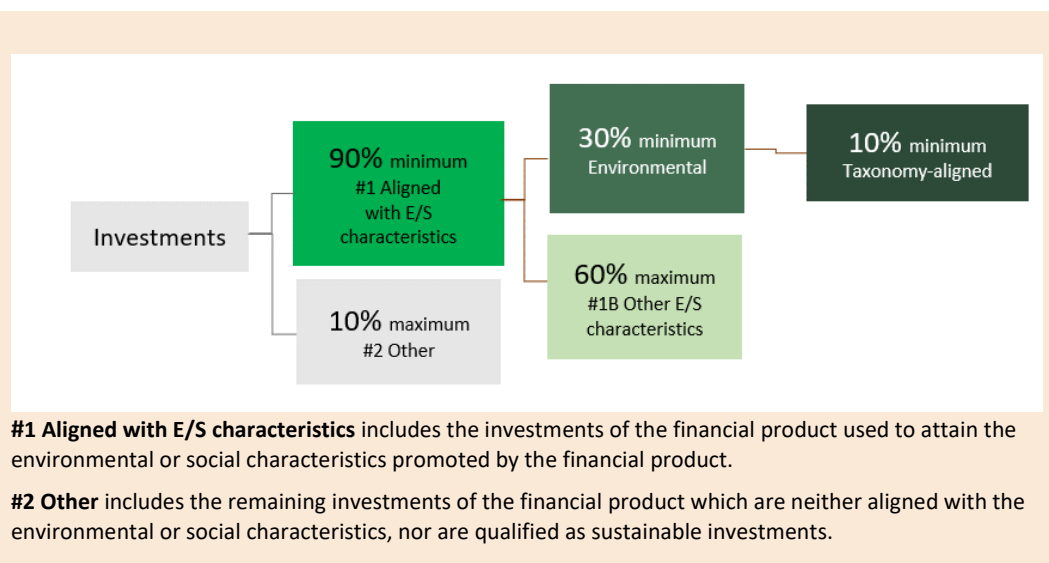 Investments
90% minimum
#1 Aligned
with E/S
characteristics
10% maximum
#2 Other
30% minimum
Environmental
60% maximum
#1B Other E/S
characteristics
10% minimum
Taxonomy-aligned
#1 Aligned with E/S characteristics includes the investments of the financial product used to attain the
environmental or social characteristics promoted by the financial product.
#2 Other includes the remaining investments of the financial product which are neither aligned with the
environmental or social characteristics, nor are qualified as sustainable investments.